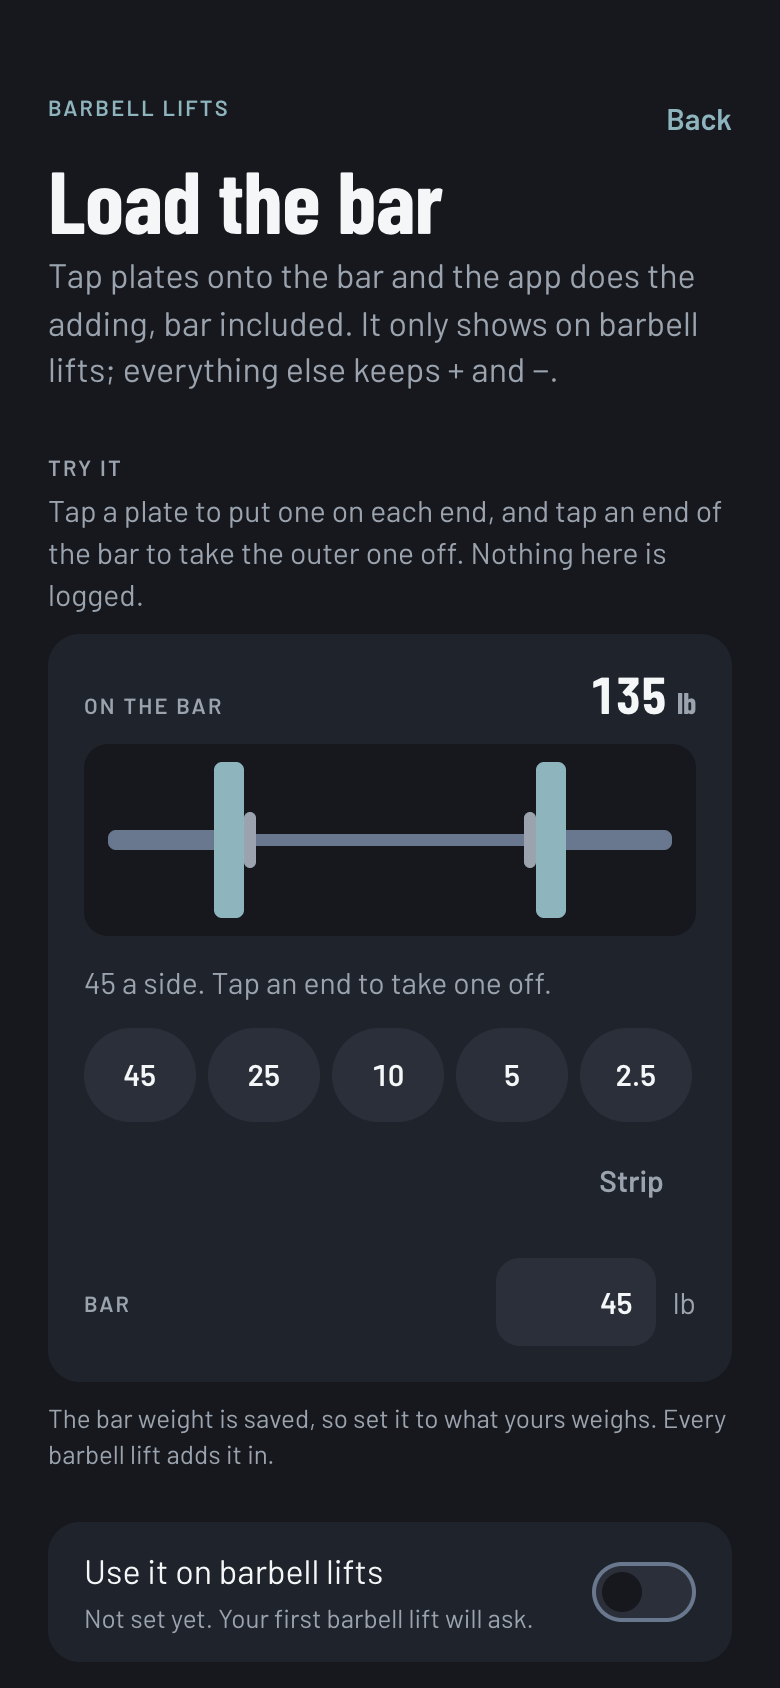 BARBELL LIFTS
Back
Load the bar
Tap plates onto the bar and the app does the
adding, bar included. It only shows on barbell
lifts; everything else keeps + and −.
TRY IT
Tap a plate to put one on each end, and tap an end of
the bar to take the outer one off. Nothing here is
logged.
ON THE BAR
135 lb
45 a side. Tap an end to take one off.
45 25 10 5 2.5
Strip
BAR
45 lb
The bar weight is saved, so set it to what yours weighs. Every
barbell lift adds it in.
Use it on barbell lifts
Not set yet. Your first barbell lift will ask.